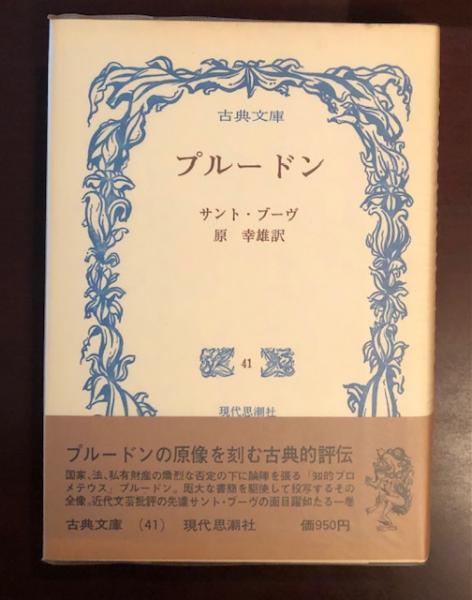 古典文庫
プルードン
サント・ブーヴ
原 幸雄訳
41
現代思潮社
プルードンの原像を刻む古典的評伝
国家、法、私有財産の熾烈な否定の下に論陣を張る「知的プロ
メテウス」プルードン。厖大な書簡を駆使して投写するその
全像。近代文芸批評の先達サント・ブーヴの面目躍如たる一巻
古典文庫 (41) 現代思潮社 価950円